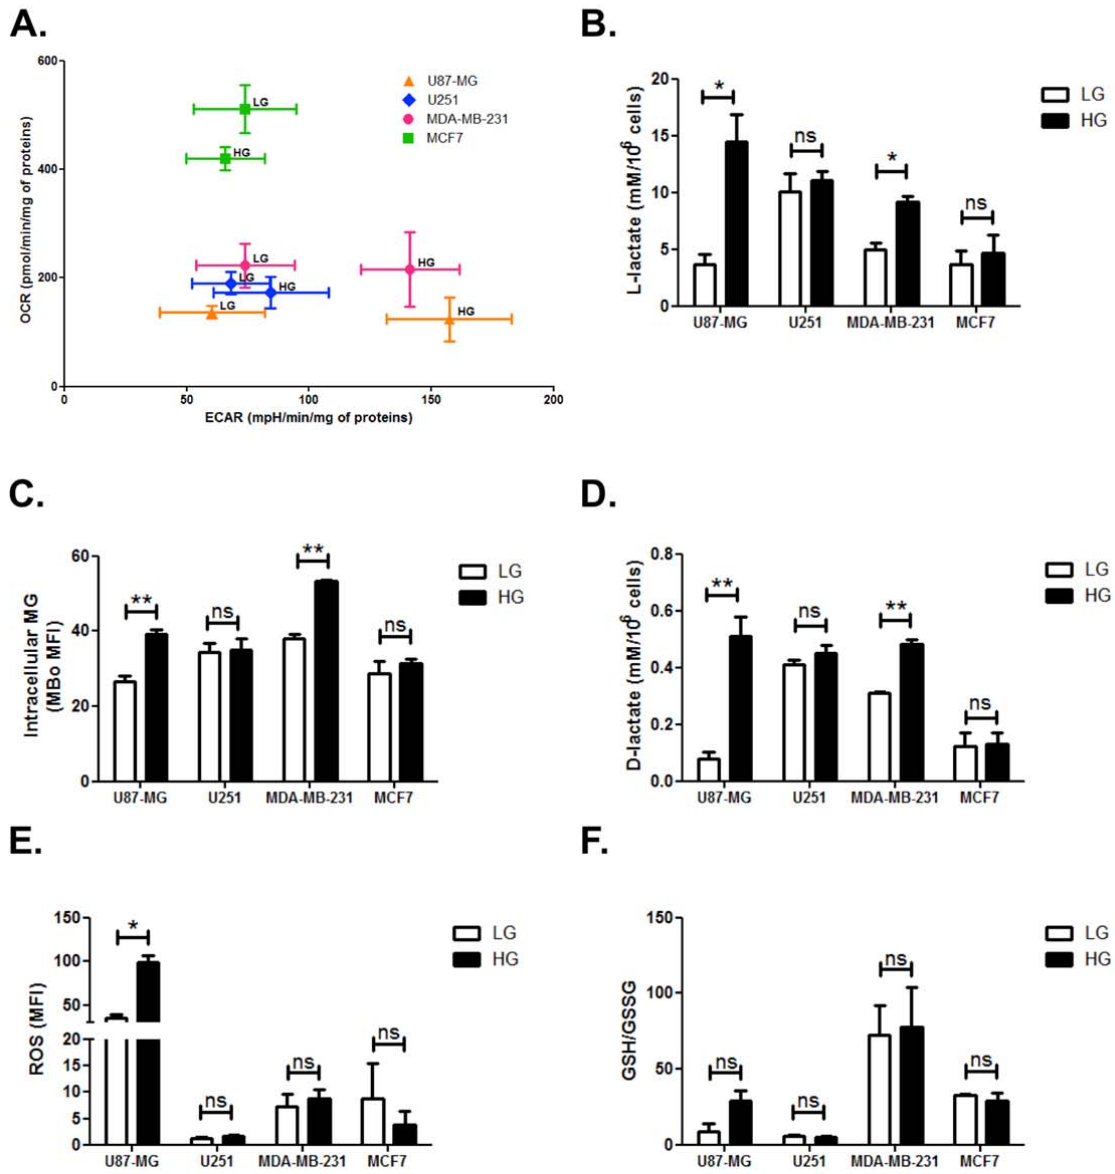 A.
600
400
200
0
0 50 100 150 200
OCR (pmol/min/mg of proteins)
ECAR (mpH/min/mg of proteins)
U87-MG
U251
MDA-MB-231
MCF7
LG
HG
LG
HG
LG
HG
LG
HG
B.
20
15
10
5
0
L-lactate (mM/10⁶ cells)
* ns * ns
U87-MG U251 MDA-MB-231 MCF7
LG
HG
C.
60
40
20
0
Intracellular MG
(MBo MFI)
** ns ** ns
U87-MG U251 MDA-MB-231 MCF7
LG
HG
D.
0.8
0.6
0.4
0.2
0.0
D-lactate (mM/10⁶ cells)
** ns ** ns
U87-MG U251 MDA-MB-231 MCF7
LG
HG
E.
150
100
50
20
15
10
5
0
ROS (MFI)
* ns ns ns
U87-MG U251 MDA-MB-231 MCF7
LG
HG
F.
150
100
50
0
GSH/GSSG
ns ns ns ns
U87-MG U251 MDA-MB-231 MCF7
LG
HG